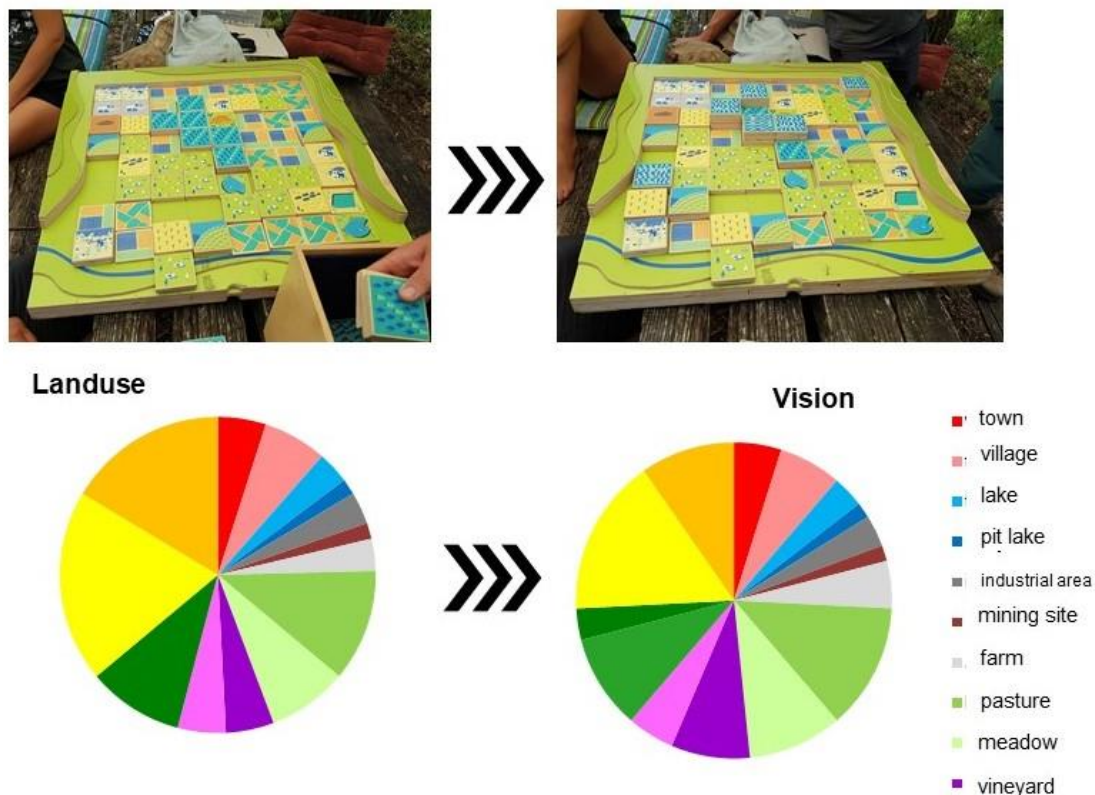 Landuse
Vision
town
village
lake
pit lake
industrial area
mining site
farm
pasture
meadow
vineyard